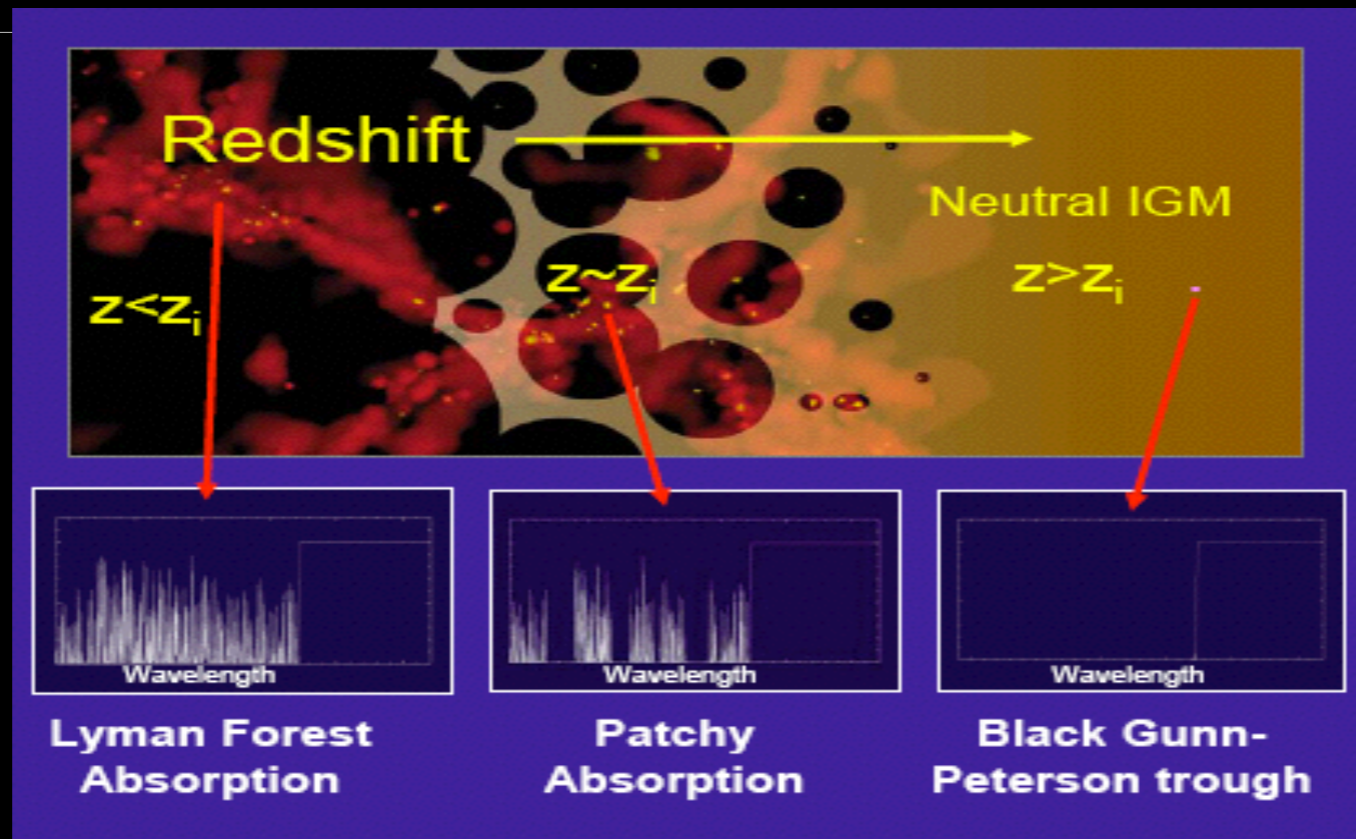 Redshift
Neutral IGM
z<zi
z~zi
z>zi
Wavelength
Wavelength
Wavelength
Lyman Forest
Absorption
Patchy
Absorption
Black Gunn-
Peterson trough